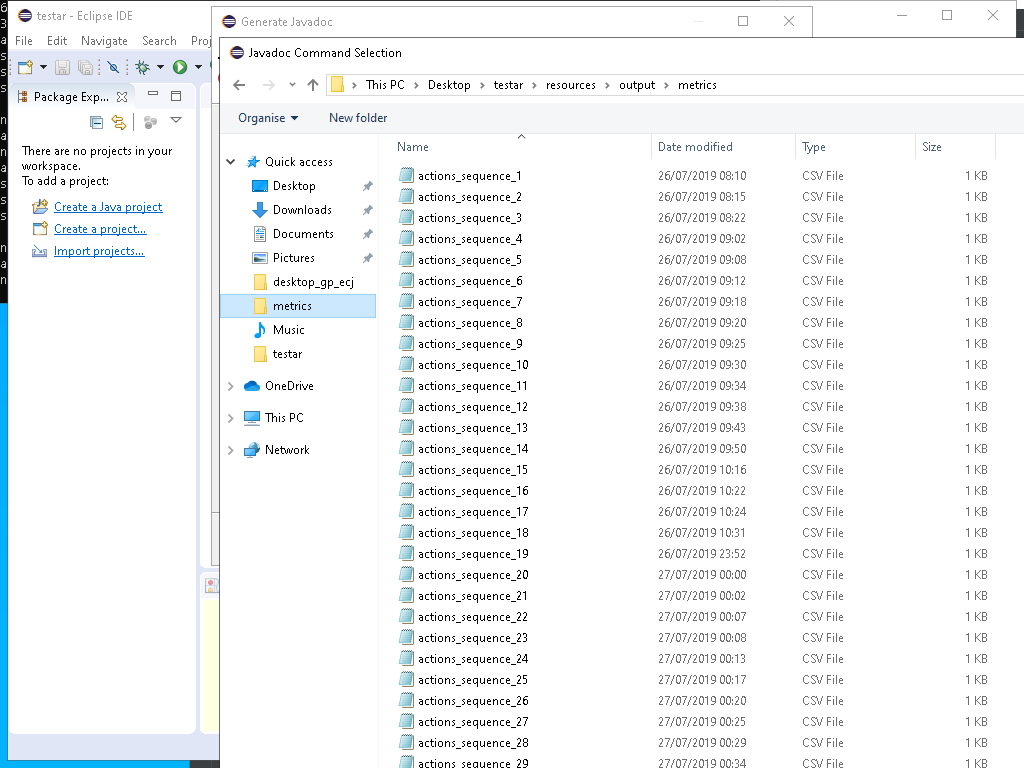 testar - Eclipse IDE
File Edit Navigate Search Proj
Package Exp...
There are no projects in your
workspace.
To add a project:
Create a Java project
Create a project...
Import projects...
Generate Javadoc
Javadoc Command Selection
This PC > Desktop > testar > resources > output > metrics
Organise New folder
Quick access
Desktop
Downloads
Documents
Pictures
desktop_gp_ecj
metrics
Music
testar
OneDrive
This PC
Network
Name Date modified Type Size
actions_sequence_1 26/07/2019 08:10 CSV File 1 KB
actions_sequence_2 26/07/2019 08:15 CSV File 1 KB
actions_sequence_3 26/07/2019 08:22 CSV File 1 KB
actions_sequence_4 26/07/2019 09:02 CSV File 1 KB
actions_sequence_5 26/07/2019 09:08 CSV File 1 KB
actions_sequence_6 26/07/2019 09:12 CSV File 1 KB
actions_sequence_7 26/07/2019 09:18 CSV File 1 KB
actions_sequence_8 26/07/2019 09:20 CSV File 1 KB
actions_sequence_9 26/07/2019 09:25 CSV File 1 KB
actions_sequence_10 26/07/2019 09:30 CSV File 1 KB
actions_sequence_11 26/07/2019 09:34 CSV File 1 KB
actions_sequence_12 26/07/2019 09:38 CSV File 1 KB
actions_sequence_13 26/07/2019 09:43 CSV File 1 KB
actions_sequence_14 26/07/2019 09:50 CSV File 1 KB
actions_sequence_15 26/07/2019 10:16 CSV File 1 KB
actions_sequence_16 26/07/2019 10:22 CSV File 1 KB
actions_sequence_17 26/07/2019 10:24 CSV File 1 KB
actions_sequence_18 26/07/2019 10:31 CSV File 1 KB
actions_sequence_19 26/07/2019 23:52 CSV File 1 KB
actions_sequence_20 27/07/2019 00:00 CSV File 1 KB
actions_sequence_21 27/07/2019 00:02 CSV File 1 KB
actions_sequence_22 27/07/2019 00:07 CSV File 1 KB
actions_sequence_23 27/07/2019 00:08 CSV File 1 KB
actions_sequence_24 27/07/2019 00:13 CSV File 1 KB
actions_sequence_25 27/07/2019 00:17 CSV File 1 KB
actions_sequence_26 27/07/2019 00:20 CSV File 1 KB
actions_sequence_27 27/07/2019 00:25 CSV File 1 KB
actions_sequence_28 27/07/2019 00:29 CSV File 1 KB
actions_sequence_29 27/07/2019 00:34 CSV File 1 KB